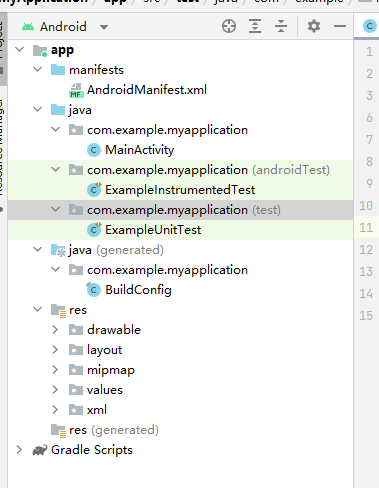 myApplication › app › src › test › java › com › example
Project
Resource Manager
Android
app
manifests
MF
AndroidManifest.xml
java
com.example.myapplication
C MainActivity
com.example.myapplication (androidTest)
C ExampleInstrumentedTest
com.example.myapplication (test)
C ExampleUnitTest
java (generated)
com.example.myapplication
C BuildConfig
res
drawable
layout
mipmap
values
xml
res (generated)
Gradle Scripts
C
1
2
3
6
7
8
9
10
11
12
13
14
15